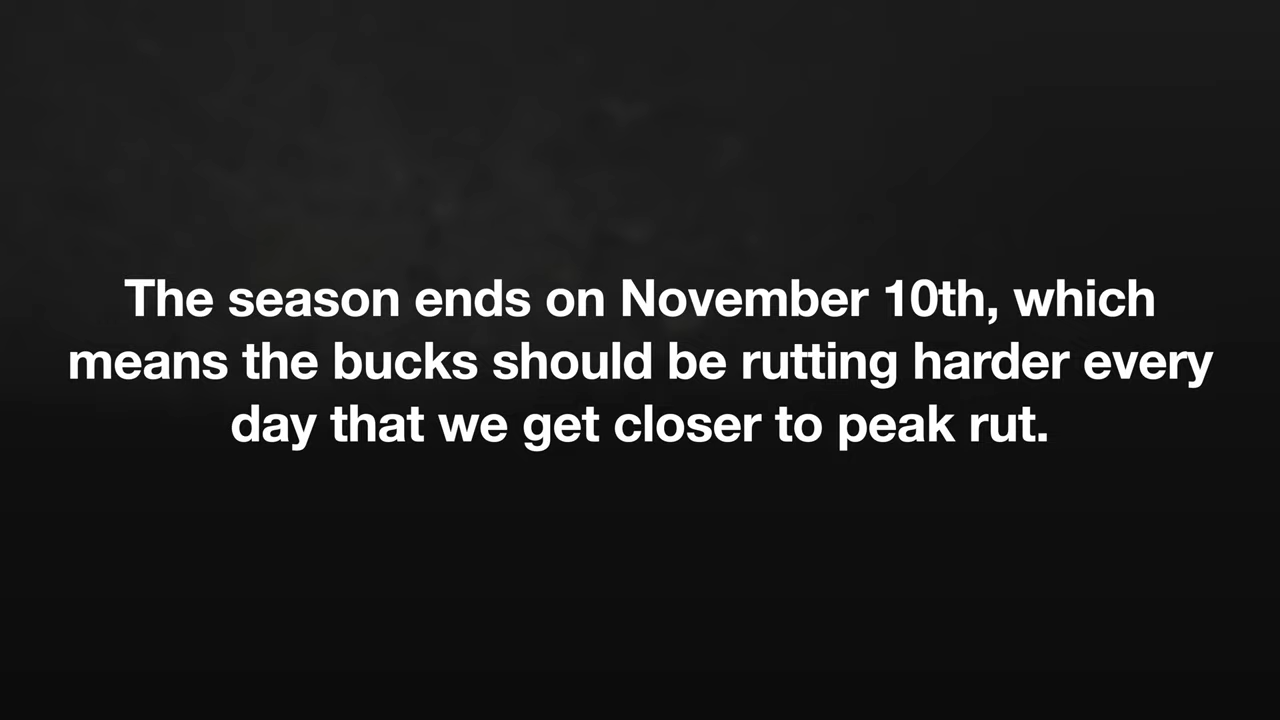 The season ends on November 10th, which
means the bucks should be rutting harder every
day that we get closer to peak rut.